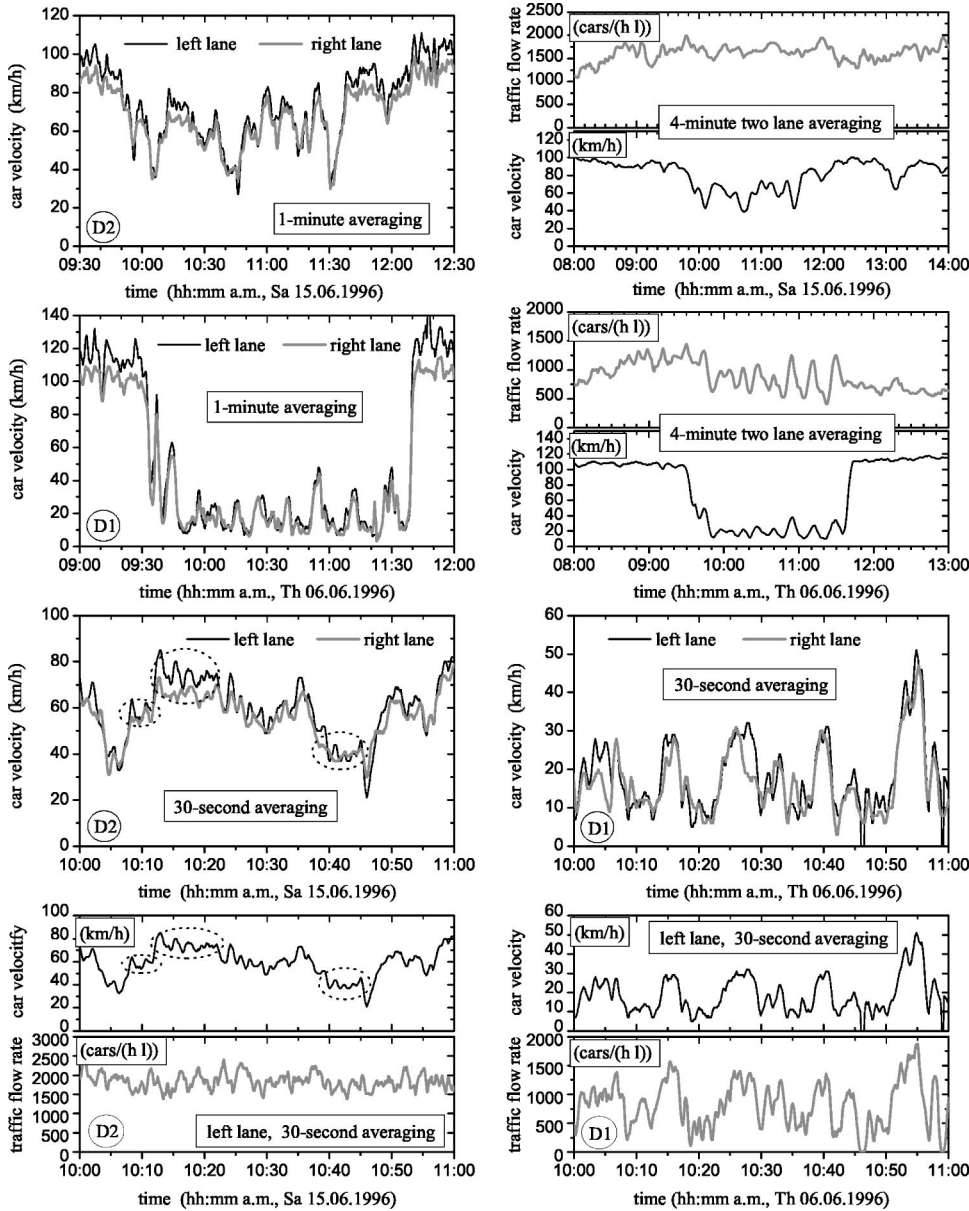 120
100
80
60
40
20
0
car velocity (km/h)
left lane right lane
1-minute averaging
D2
09:30 10:00 10:30 11:00 11:30 12:00 12:30
time (hh:mm a.m., Sa 15.06.1996)
2500
2000
1500
1000
500
0
traffic flow rate
(cars/(h l))
4-minute two lane averaging
120
100
80
60
40
20
0
car velocity
(km/h)
08:00 09:00 10:00 11:00 12:00 13:00 14:00
time (hh:mm a.m., Sa 15.06.1996)
140
120
100
80
60
40
20
0
car velocity (km/h)
left lane right lane
1-minute averaging
D1
09:00 09:30 10:00 10:30 11:00 11:30 12:00
time (hh:mm a.m., Th 06.06.1996)
2000
1500
1000
500
0
traffic flow rate
(cars/(h l))
4-minute two lane averaging
140
120
100
80
60
40
20
0
car velocity
(km/h)
08:00 09:00 10:00 11:00 12:00 13:00
time (hh:mm a.m., Th 06.06.1996)
100
80
60
40
20
0
car velocity (km/h)
left lane right lane
30-second averaging
D2
10:00 10:10 10:20 10:30 10:40 10:50 11:00
time (hh:mm a.m., Sa 15.06.1996)
60
50
40
30
20
10
0
car velocity (km/h)
left lane right lane
30-second averaging
D1
10:00 10:10 10:20 10:30 10:40 10:50 11:00
time (hh:mm a.m., Th 06.06.1996)
100
80
60
40
20
0
car velocitfy
(km/h)
3000
2500
2000
1500
1000
500
0
traffic flow rate
(cars/(h l))
D2
left lane, 30-second averaging
10:00 10:10 10:20 10:30 10:40 10:50 11:00
time (hh:mm a.m., Sa 15.06.1996)
60
50
40
30
20
10
0
car velocity
(km/h)
left lane, 30-second averaging
2000
1500
1000
500
0
traffic flow rate
(cars/(h l))
D1
10:00 10:10 10:20 10:30 10:40 10:50 11:00
time (hh:mm a.m., Th 06.06.1996)